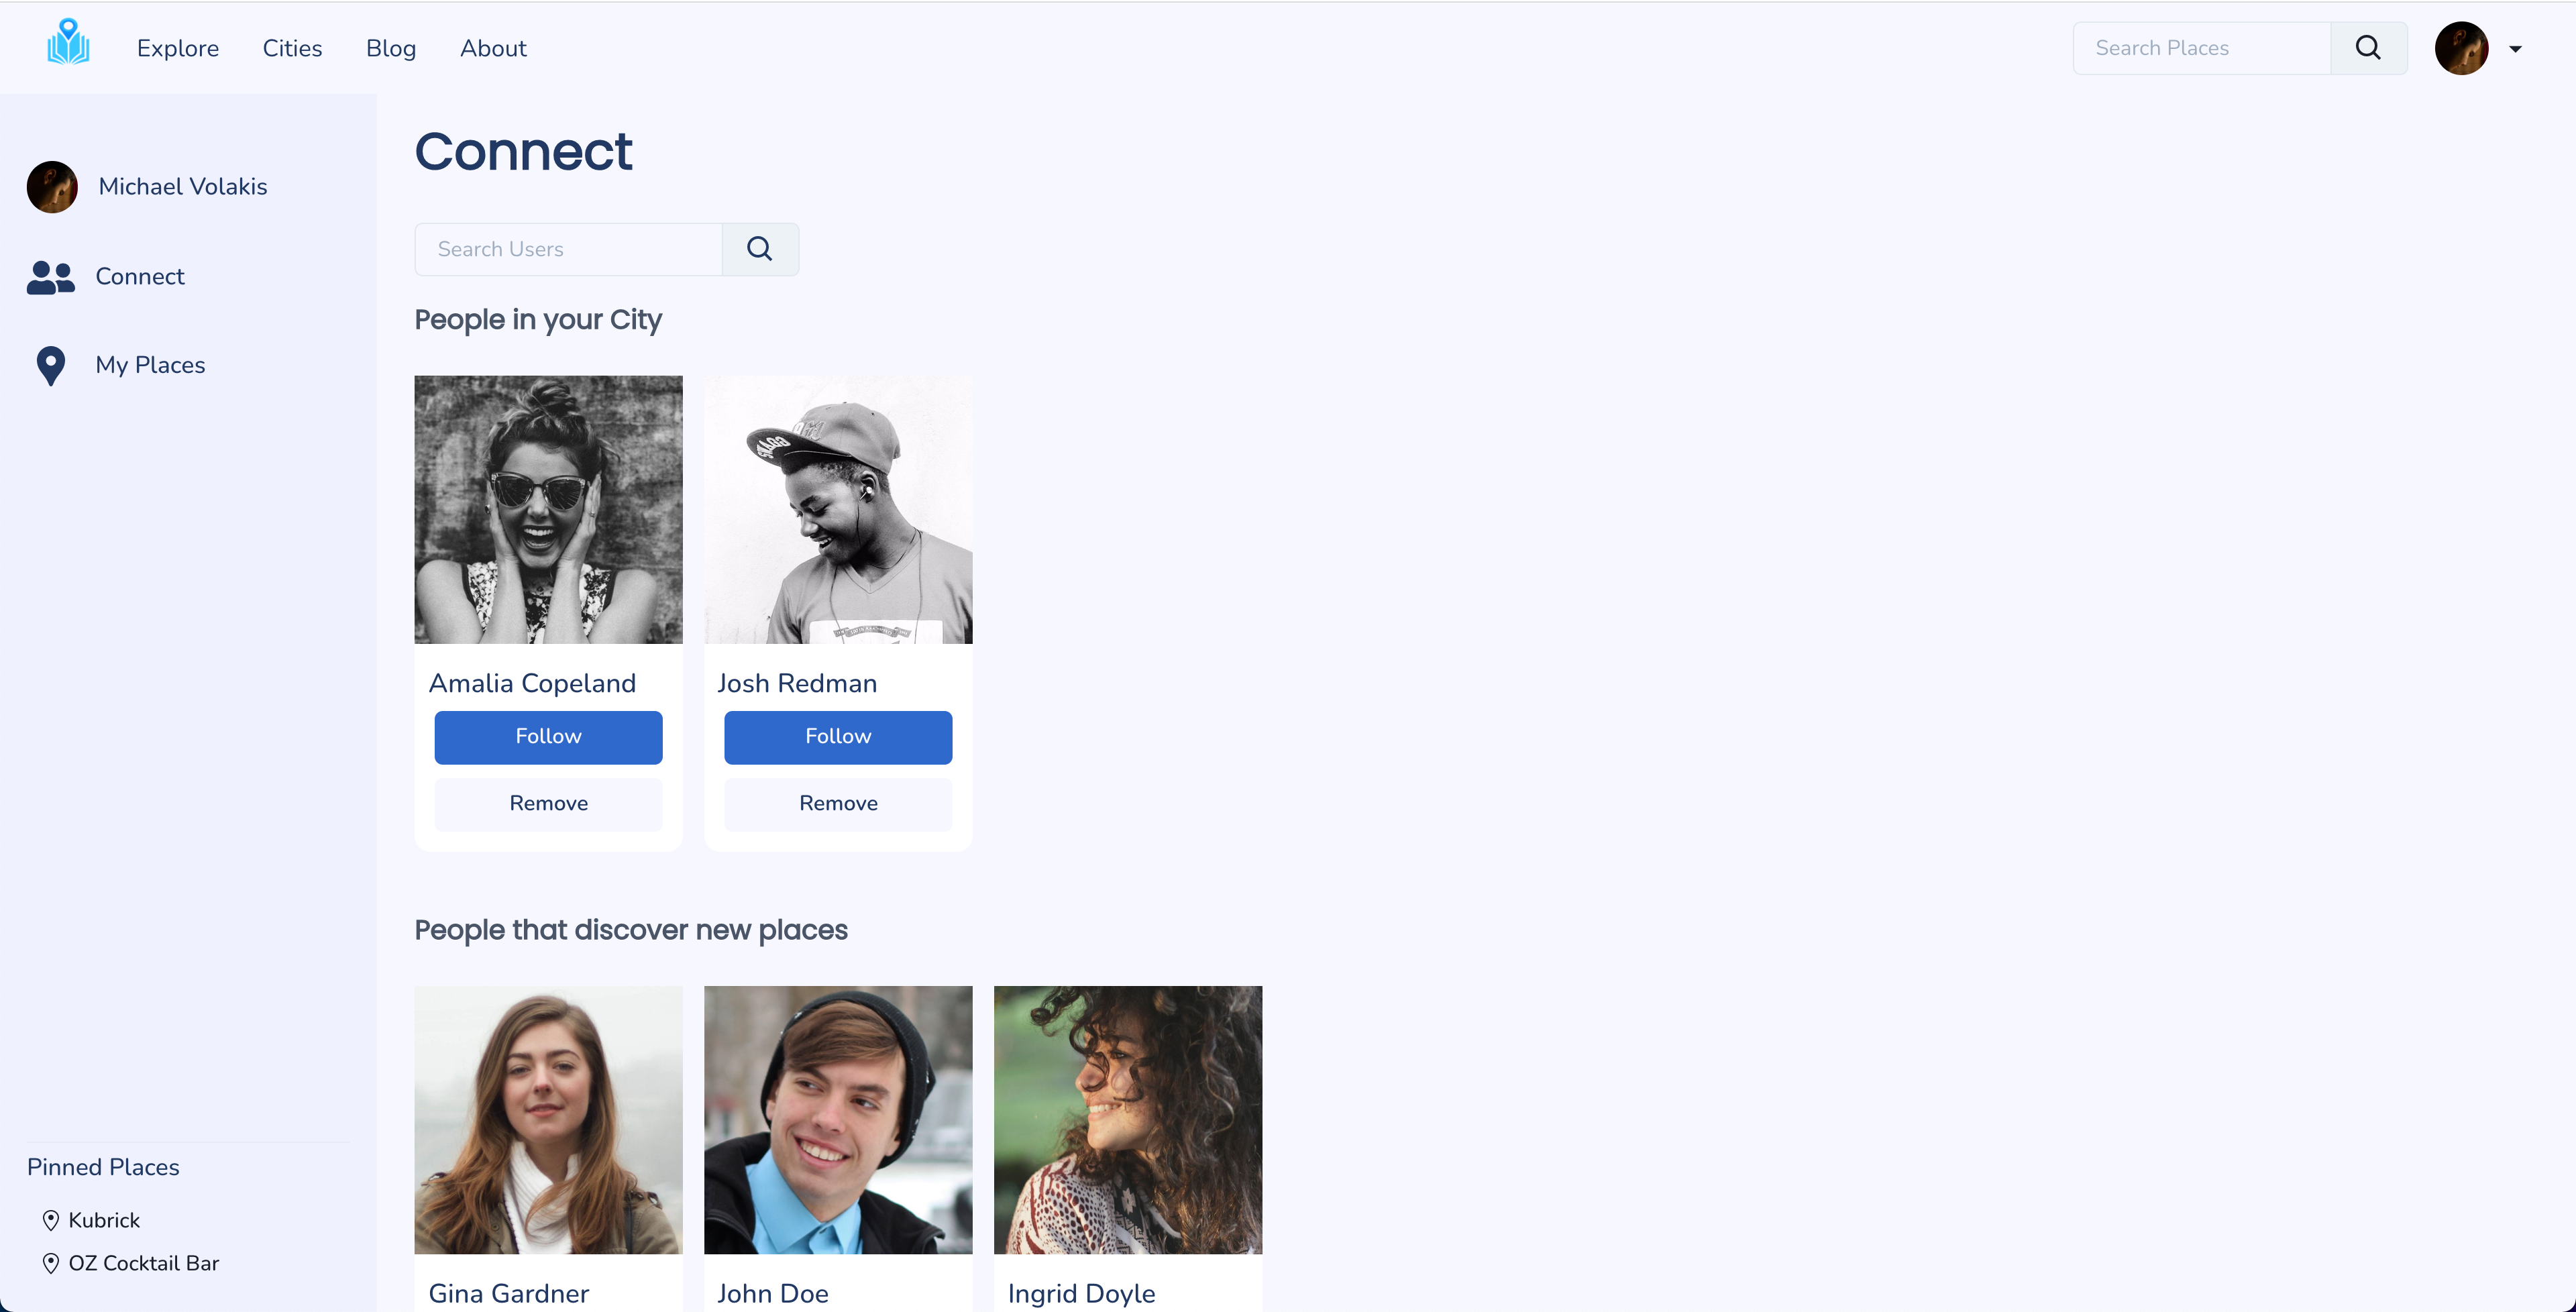 Explore Cities Blog About Search Places
Michael Volakis
Connect
My Places
Pinned Places
Kubrick
OZ Cocktail Bar
Connect
Search Users
People in your City
Amalia Copeland
Follow
Remove
Josh Redman
Follow
Remove
People that discover new places
Gina Gardner
John Doe
Ingrid Doyle